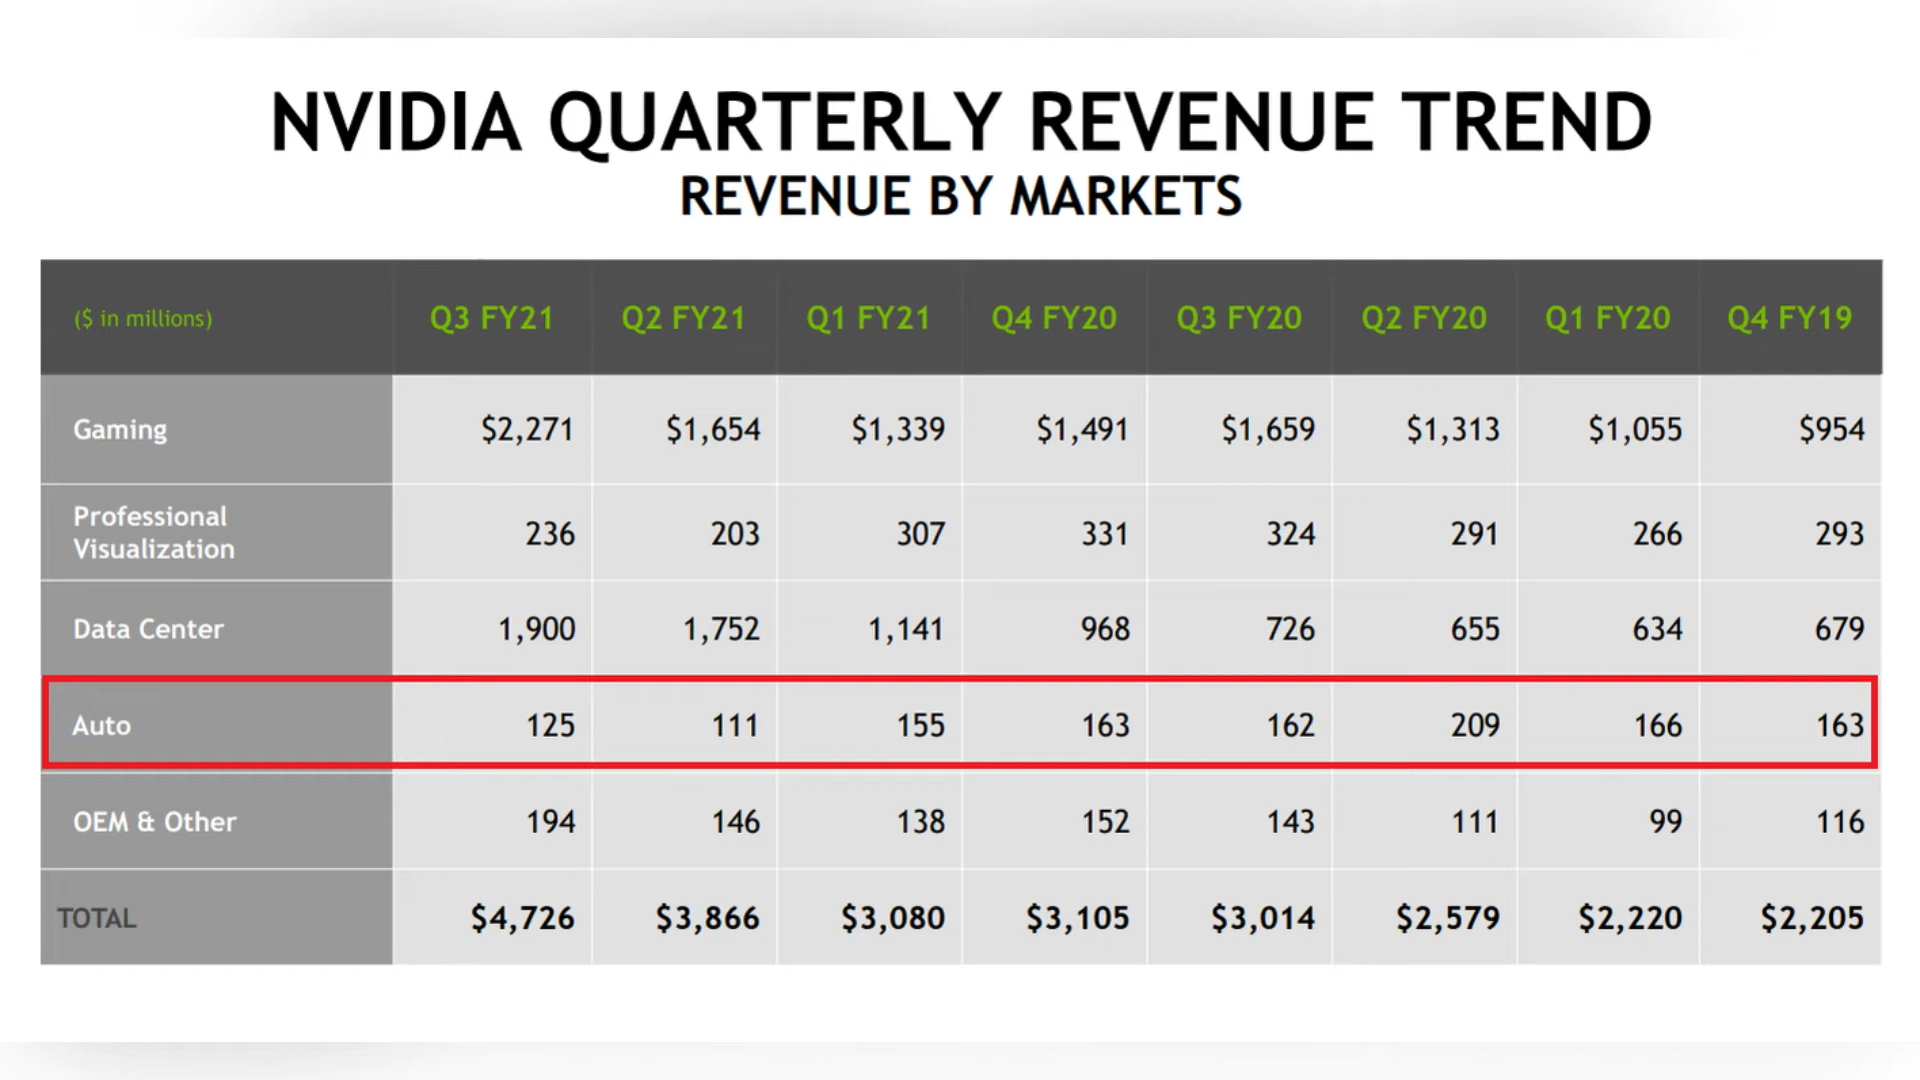 NVIDIA QUARTERLY REVENUE TREND
REVENUE BY MARKETS
($ in millions) Q3 FY21 Q2 FY21 Q1 FY21 Q4 FY20 Q3 FY20 Q2 FY20 Q1 FY20 Q4 FY19
Gaming $2,271 $1,654 $1,339 $1,491 $1,659 $1,313 $1,055 $954
Professional
Visualization 236 203 307 331 324 291 266 293
Data Center 1,900 1,752 1,141 968 726 655 634 679
Auto 125 111 155 163 162 209 166 163
OEM & Other 194 146 138 152 143 111 99 116
TOTAL $4,726 $3,866 $3,080 $3,105 $3,014 $2,579 $2,220 $2,205